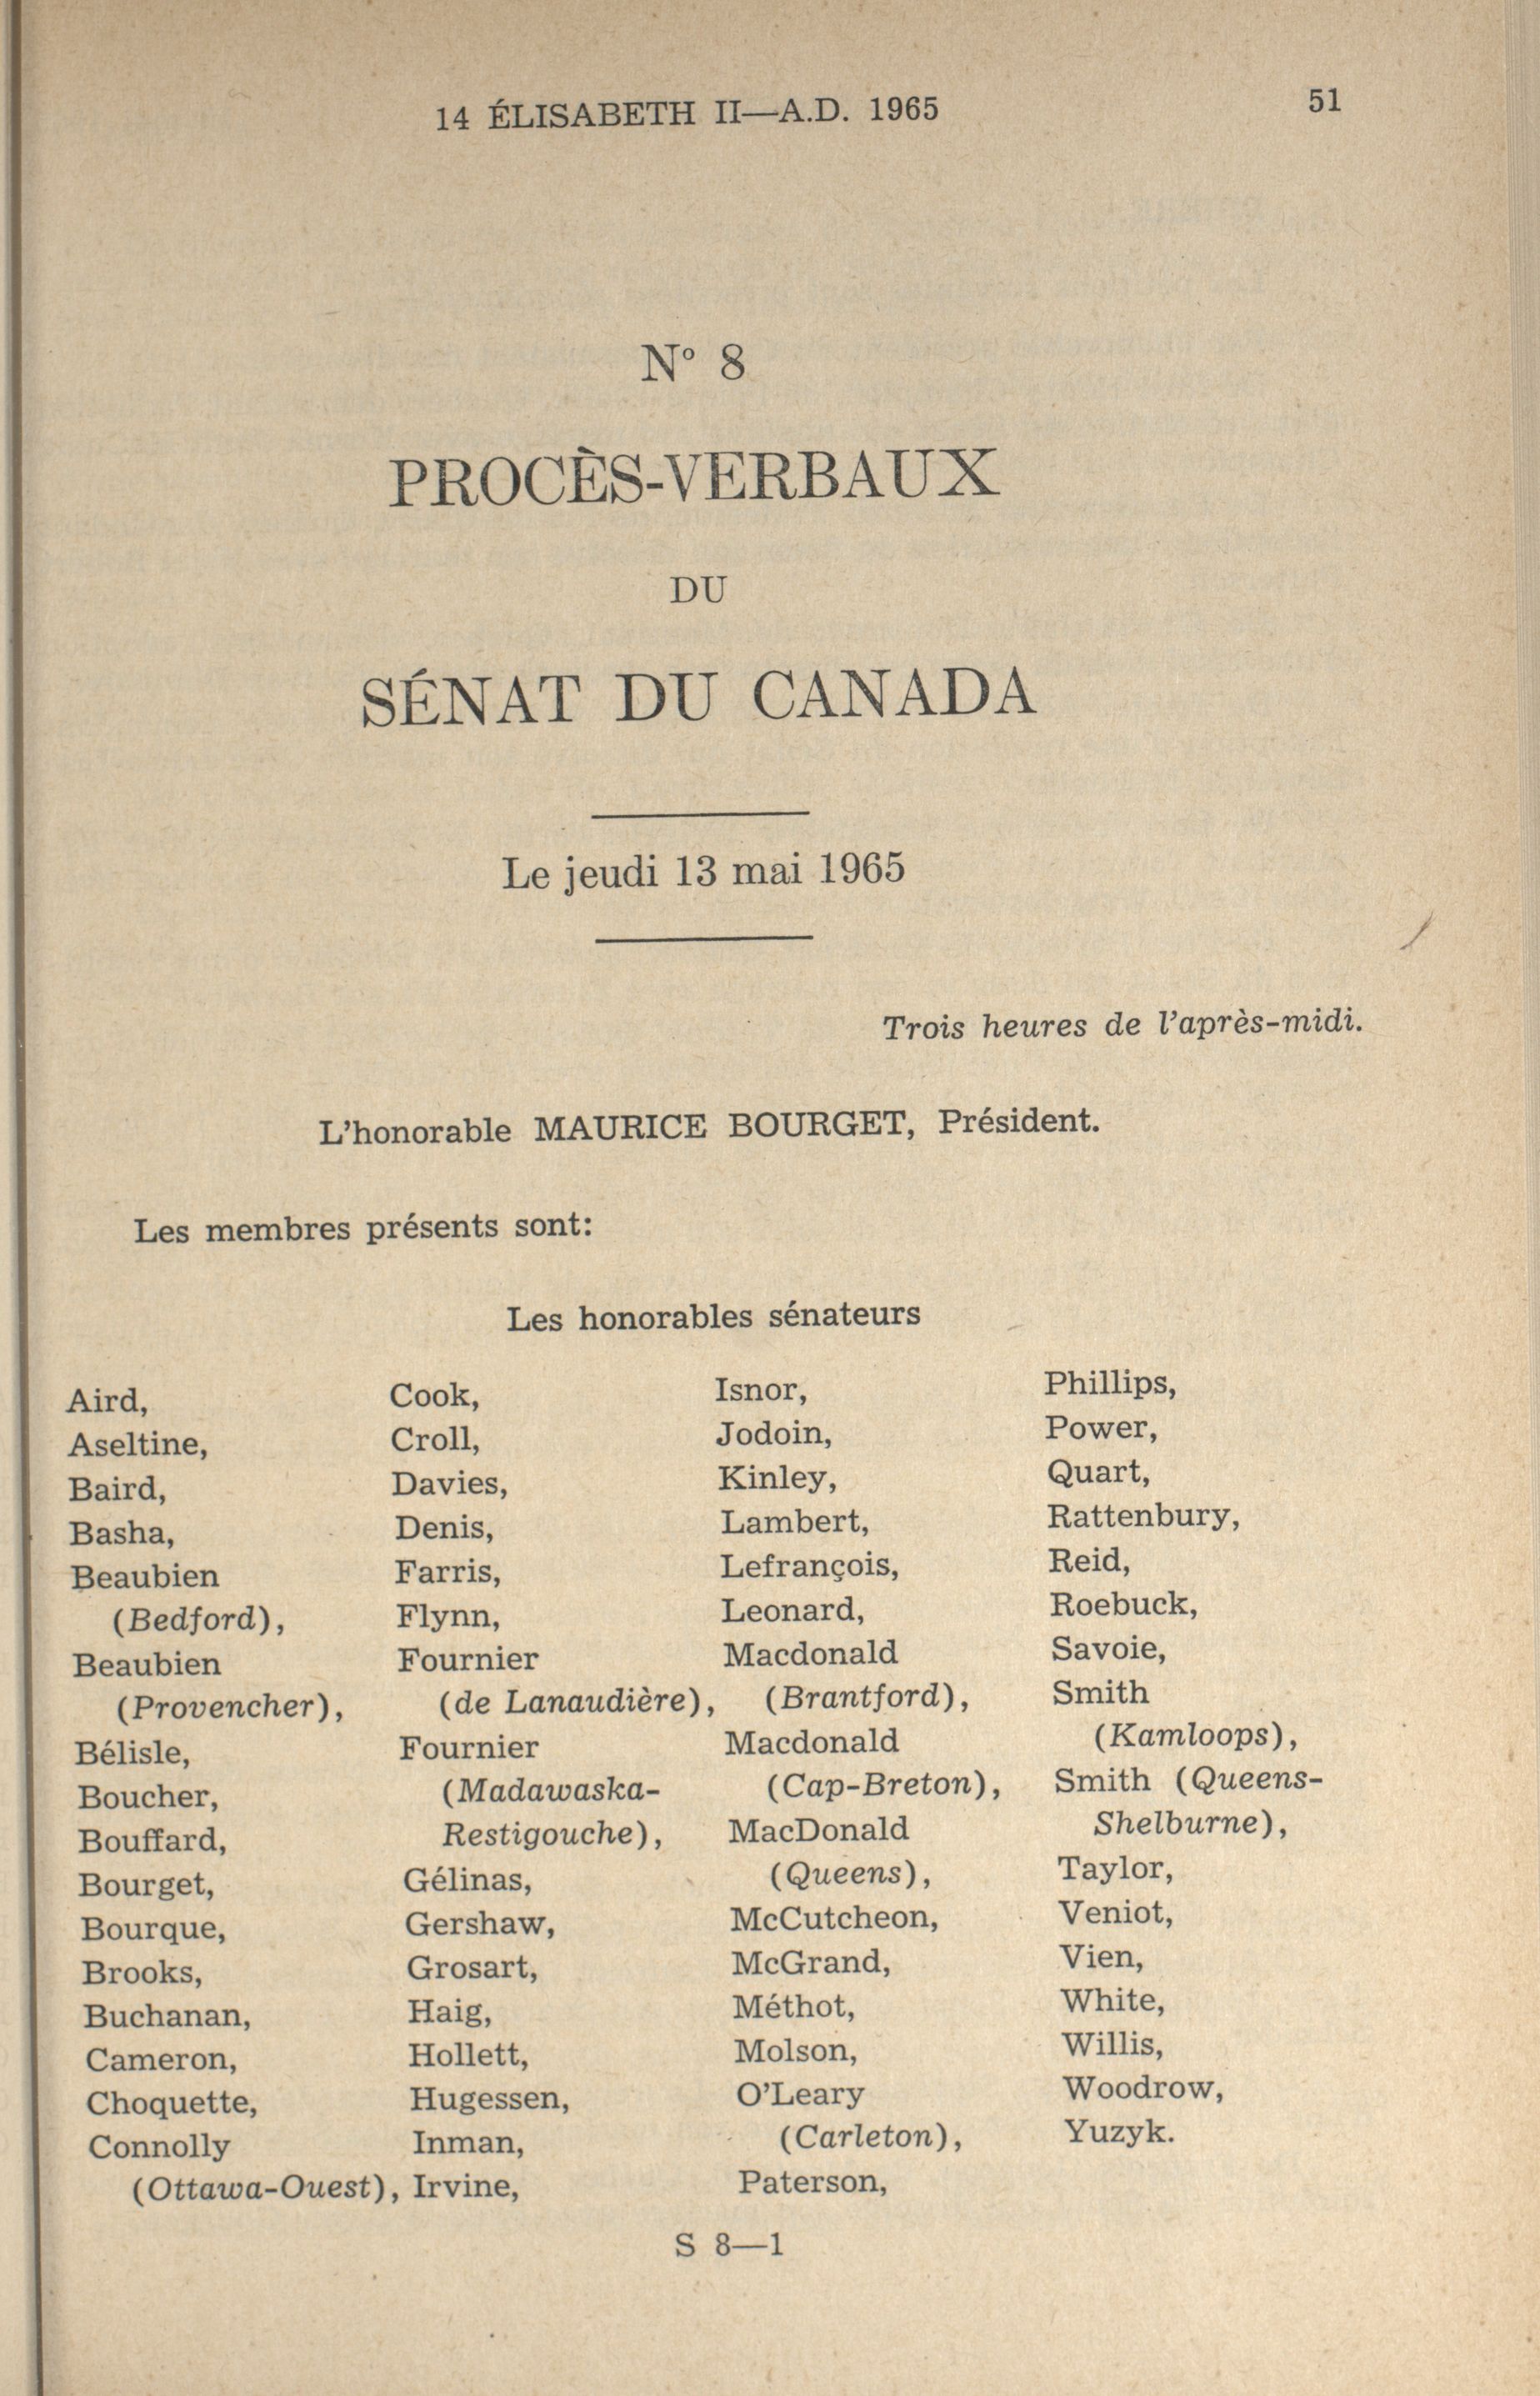 14 ÉLISABETH II—A.D. 1965
51
N° 8
PROCÈS-VERBAUX
DU
SÉNAT DU CANADA
Le jeudi 13 mai 1965
Trois heures de l'après-midi.
L'honorable MAURICE BOURGET, Président.
Les membres présents sont:
Les honorables sénateurs
Aird,
Aseltine,
Baird,
Basha,
Beaubien
(Bedford),
Beaubien
(Provencher),
Bélisle,
Boucher,
Bouffard,
Bourget,
Bourque,
Brooks,
Buchanan,
Cameron,
Choquette,
Connolly
(Ottawa-Ouest),
Cook,
Croll,
Davies,
Denis,
Farris,
Flynn,
Fournier
(de Lanaudière),
Fournier
(Madawaska-
Restigouche),
Gélinas,
Gershaw,
Grosart,
Haig,
Hollett,
Hugessen,
Inman,
Irvine,
Isnor,
Jodoin,
Kinley,
Lambert,
Lefrançois,
Leonard,
Macdonald
(Brantford),
Macdonald
(Cap-Breton),
MacDonald
(Queens),
McCutcheon,
McGrand,
Méthot,
Molson,
O'Leary
(Carleton),
Paterson,
Phillips,
Power,
Quart,
Rattenbury,
Reid,
Roebuck,
Savoie,
Smith
(Kamloops),
Smith (Queens-
Shelburne),
Taylor,
Veniot,
Vien,
White,
Willis,
Woodrow,
Yuzyk.
S 8—1